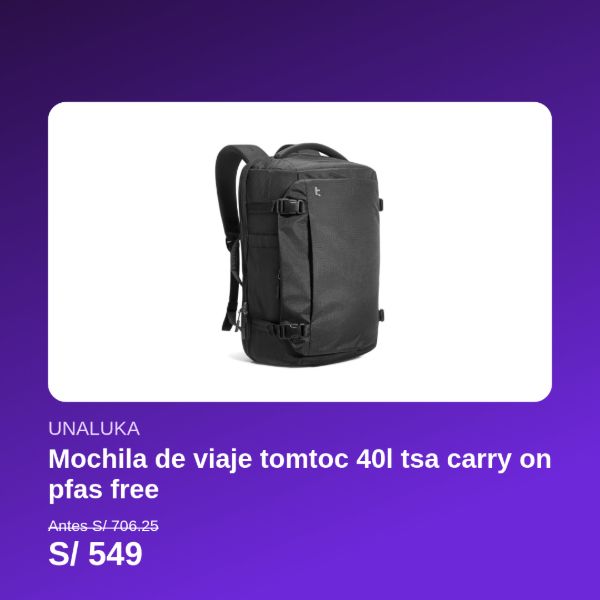 UNALUKA
Mochila de viaje tomtoc 40l tsa carry on
pfas free
Antes S/ 706.25
S/ 549